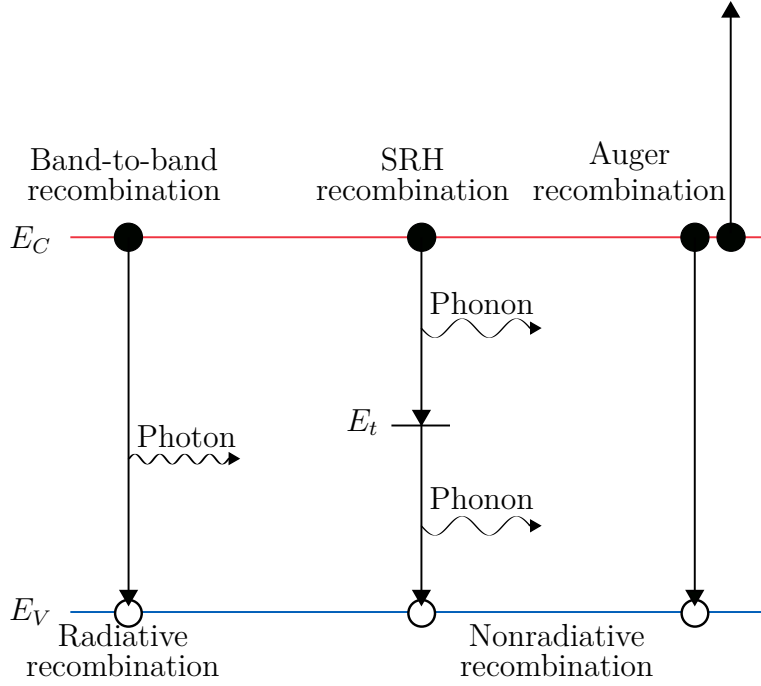 Band-to-band
recombination
SRH
recombination
Auger
recombination
E_C
Phonon
E_t
Photon
Phonon
E_V
Radiative
recombination
Nonradiative
recombination